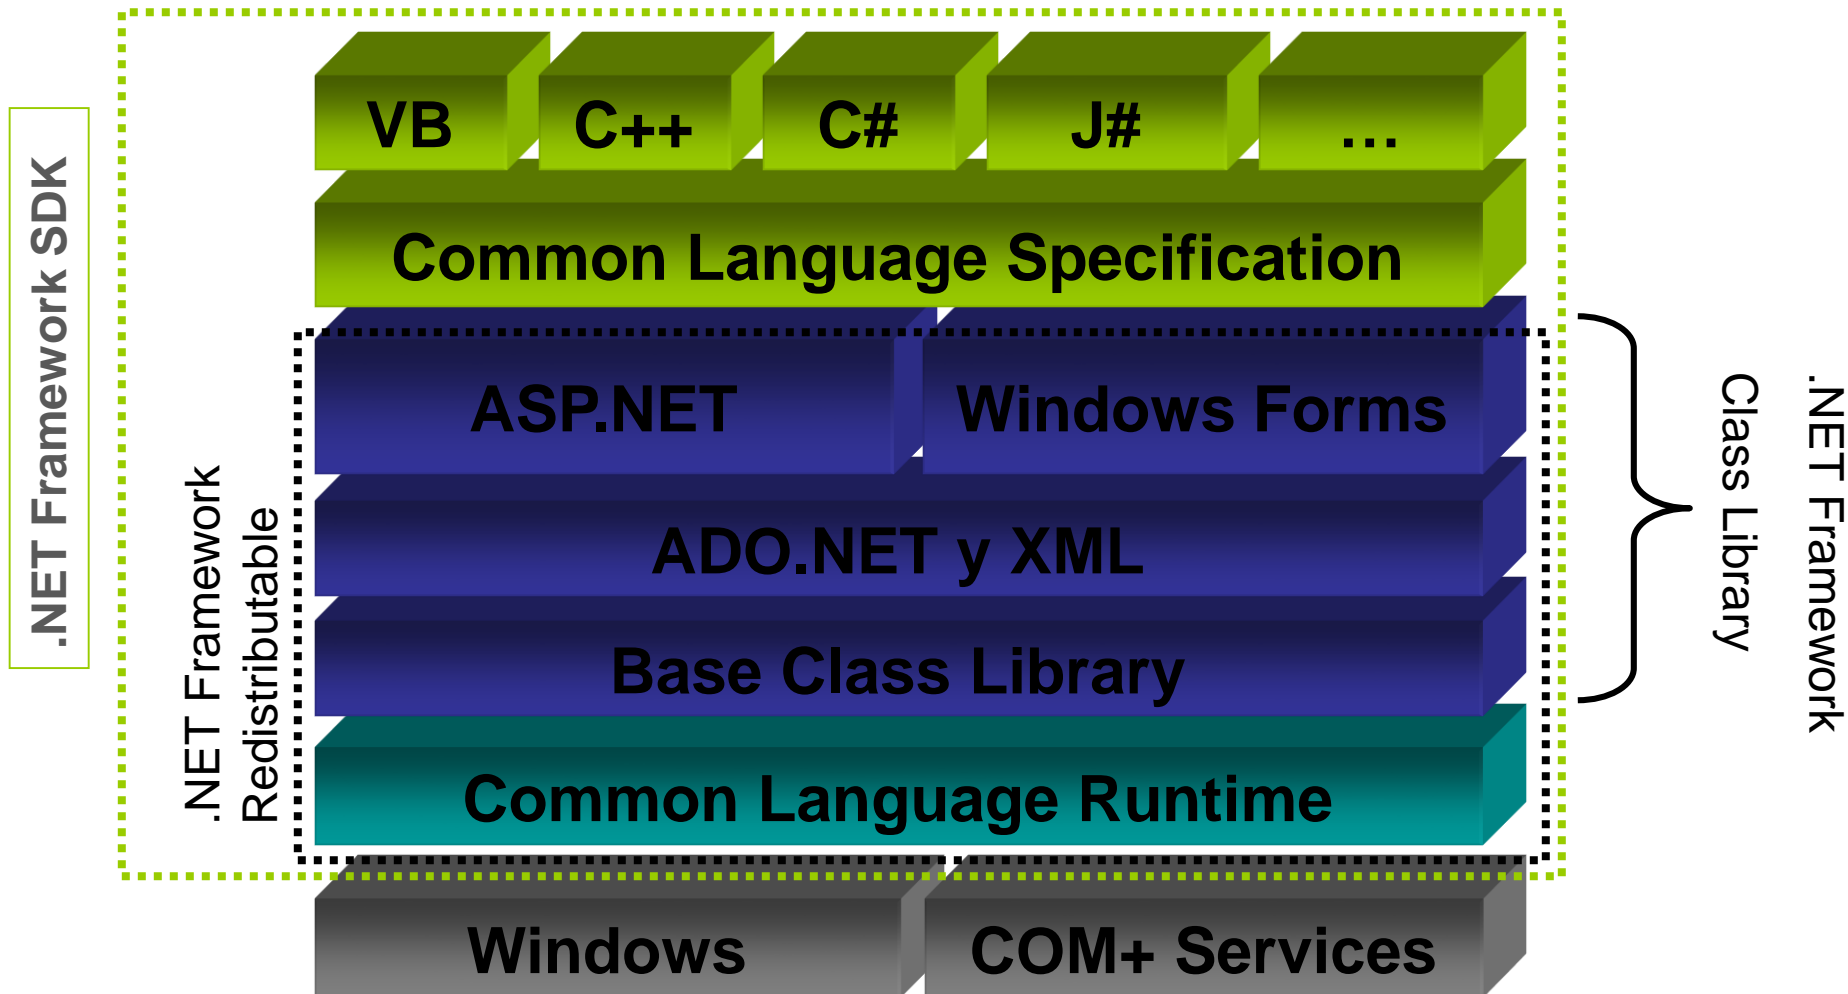 .NET Framework SDK
VB
C++
C#
J#
...
Common Language Specification
ASP.NET
Windows Forms
ADO.NET y XML
Base Class Library
Common Language Runtime
Windows
COM+ Services
.NET Framework
Redistributable
.NET Framework
Class Library